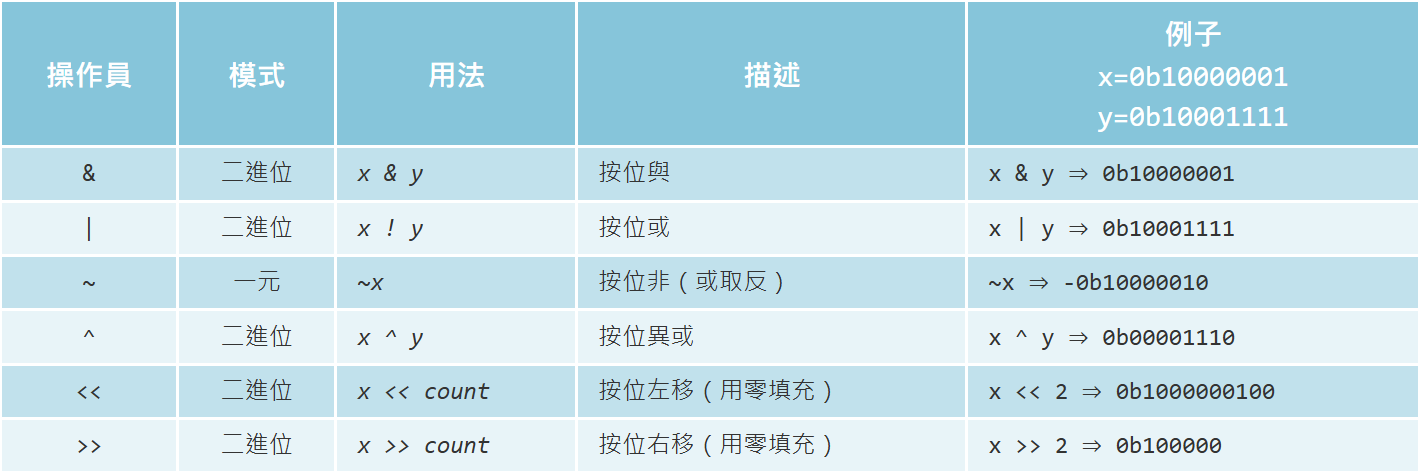 操作員 模式 用法 描述 例子
x=0b10000001
y=0b10001111
& 二進位 x & y 按位與 x & y ⇒ 0b10000001
| 二進位 x ! y 按位或 x | y ⇒ 0b10001111
~ 一元 ~x 按位非（或取反） ~x ⇒ -0b10000010
^ 二進位 x ^ y 按位異或 x ^ y ⇒ 0b00001110
<< 二進位 x << count 按位左移（用零填充） x << 2 ⇒ 0b1000000100
>> 二進位 x >> count 按位右移（用零填充） x >> 2 ⇒ 0b100000